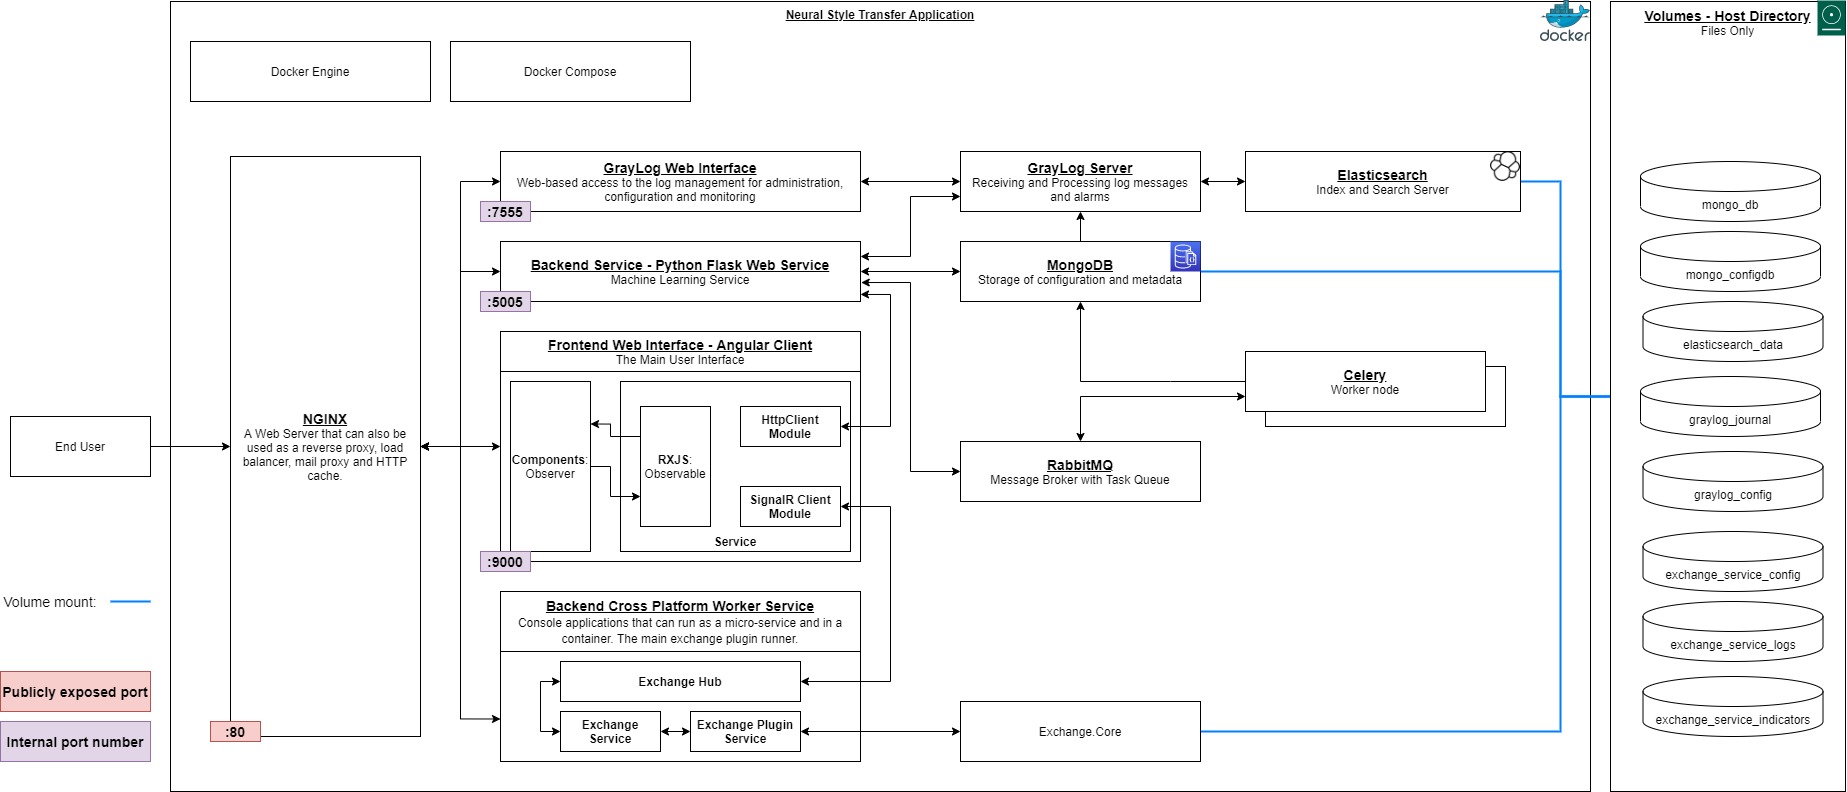 Neural Style Transfer Application
docker
Volumes - Host Directory
Files Only
Docker Engine
Docker Compose
GrayLog Web Interface
Web-based access to the log management for administration,
configuration and monitoring
:7555
GrayLog Server
Receiving and Processing log messages
and alarms
Elasticsearch
Index and Search Server
Backend Service - Python Flask Web Service
Machine Learning Service
:5005
MongoDB
Storage of configuration and metadata
Frontend Web Interface - Angular Client
The Main User Interface
Components:
Observer
RXJS:
Observable
HttpClient
Module
SignalR Client
Module
Service
:9000
Celery
Worker node
RabbitMQ
Message Broker with Task Queue
End User
NGINX
A Web Server that can also be
used as a reverse proxy, load
balancer, mail proxy and HTTP
cache.
:80
Backend Cross Platform Worker Service
Console applications that can run as a micro-service and in a
container. The main exchange plugin runner.
Exchange Hub
Exchange
Service
Exchange Plugin
Service
Exchange.Core
Volume mount:
Publicly exposed port
Internal port number
mongo_db
mongo_configdb
elasticsearch_data
graylog_journal
graylog_config
exchange_service_config
exchange_service_logs
exchange_service_indicators